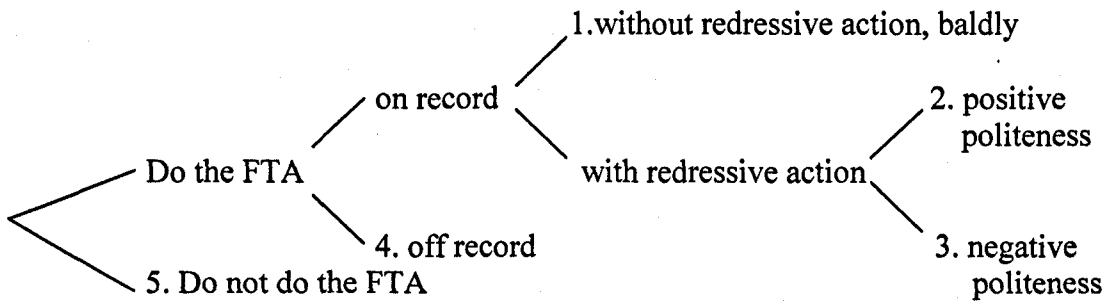 1.without redressive action, baldly
on record
2. positive
politeness
Do the FTA
with redressive action
4. off record
3. negative
politeness
5. Do not do the FTA